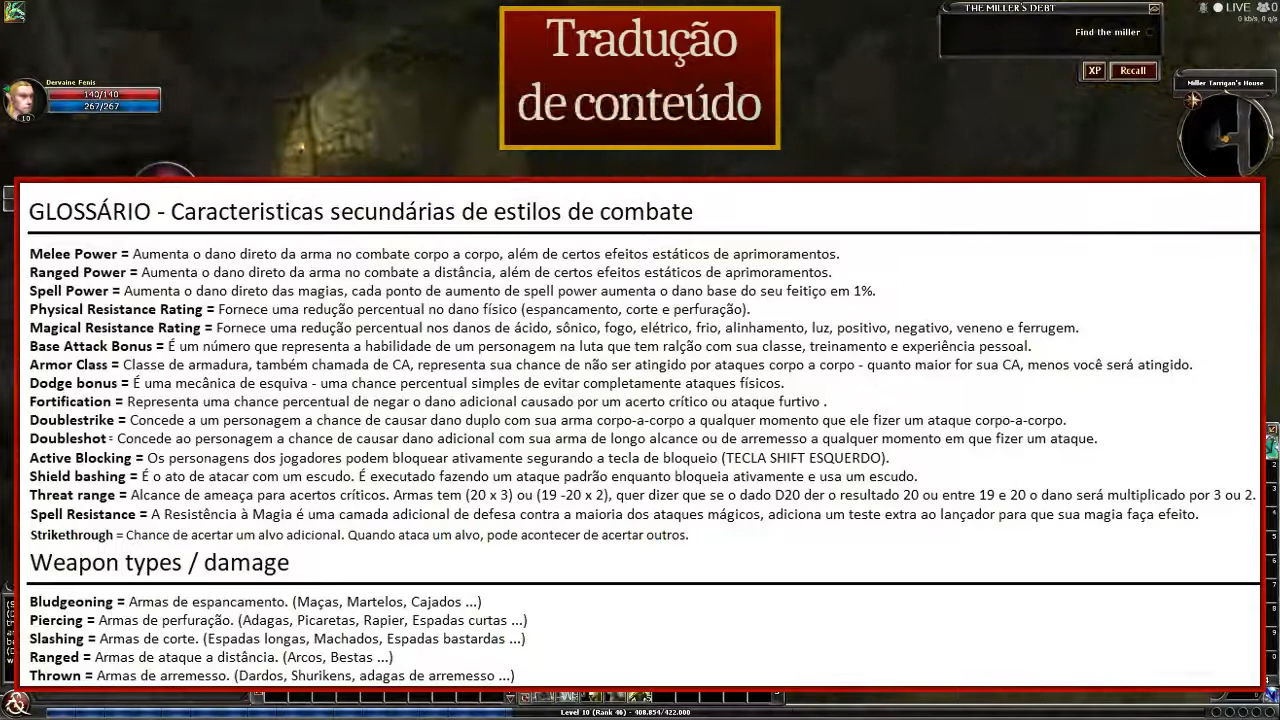 THE MILLER'S DEBT
LIVE 0
0 kb/s, 0 q/s
Find the miller
XP Recall
Tradução
de conteúdo
Dervaine Fenis
140/140
267/267
10
Miller Tarrigan's House
GLOSSÁRIO - Caracteristicas secundárias de estilos de combate
Melee Power = Aumenta o dano direto da arma no combate corpo a corpo, além de certos efeitos estáticos de aprimoramentos.
Ranged Power = Aumenta o dano direto da arma no combate a distância, além de certos efeitos estáticos de aprimoramentos.
Spell Power = Aumenta o dano direto das magias, cada ponto de aumento de spell power aumenta o dano base do seu feitiço em 1%.
Physical Resistance Rating = Fornece uma redução percentual no dano físico (espancamento, corte e perfuração).
Magical Resistance Rating = Fornece uma redução percentual nos danos de ácido, sônico, fogo, elétrico, frio, alinhamento, luz, positivo, negativo, veneno e ferrugem.
Base Attack Bonus = É um número que representa a habilidade de um personagem na luta que tem ralção com sua classe, treinamento e experiência pessoal.
Armor Class = Classe de armadura, também chamada de CA, representa sua chance de não ser atingido por ataques corpo a corpo - quanto maior for sua CA, menos você será atingido.
Dodge bonus = É uma mecânica de esquiva - uma chance percentual simples de evitar completamente ataques físicos.
Fortification = Representa uma chance percentual de negar o dano adicional causado por um acerto crítico ou ataque furtivo .
Doublestrike = Concede a um personagem a chance de causar dano duplo com sua arma corpo-a-corpo a qualquer momento que ele fizer um ataque corpo-a-corpo.
Doubleshot = Concede ao personagem a chance de causar dano adicional com sua arma de longo alcance ou de arremesso a qualquer momento em que fizer um ataque.
Active Blocking = Os personagens dos jogadores podem bloquear ativamente segurando a tecla de bloqueio (TECLA SHIFT ESQUERDO).
Shield bashing = É o ato de atacar com um escudo. É executado fazendo um ataque padrão enquanto bloqueia ativamente e usa um escudo.
Threat range = Alcance de ameaça para acertos críticos. Armas tem (20 x 3) ou (19 -20 x 2), quer dizer que se o dado D20 der o resultado 20 ou entre 19 e 20 o dano será multiplicado por 3 ou 2.
Spell Resistance = A Resistência à Magia é uma camada adicional de defesa contra a maioria dos ataques mágicos, adiciona um teste extra ao lançador para que sua magia faça efeito.
Strikethrough = Chance de acertar um alvo adicional. Quando ataca um alvo, pode acontecer de acertar outros.
Weapon types / damage
Bludgeoning = Armas de espancamento. (Maças, Martelos, Cajados ...)
Piercing = Armas de perfuração. (Adagas, Picaretas, Rapier, Espadas curtas ...)
Slashing = Armas de corte. (Espadas longas, Machados, Espadas bastardas ...)
Ranged = Armas de ataque a distância. (Arcos, Bestas ...)
Thrown = Armas de arremesso. (Dardos, Shurikens, adagas de arremesso ...)
Level 10 (Rank 46) - 408.854/422.000